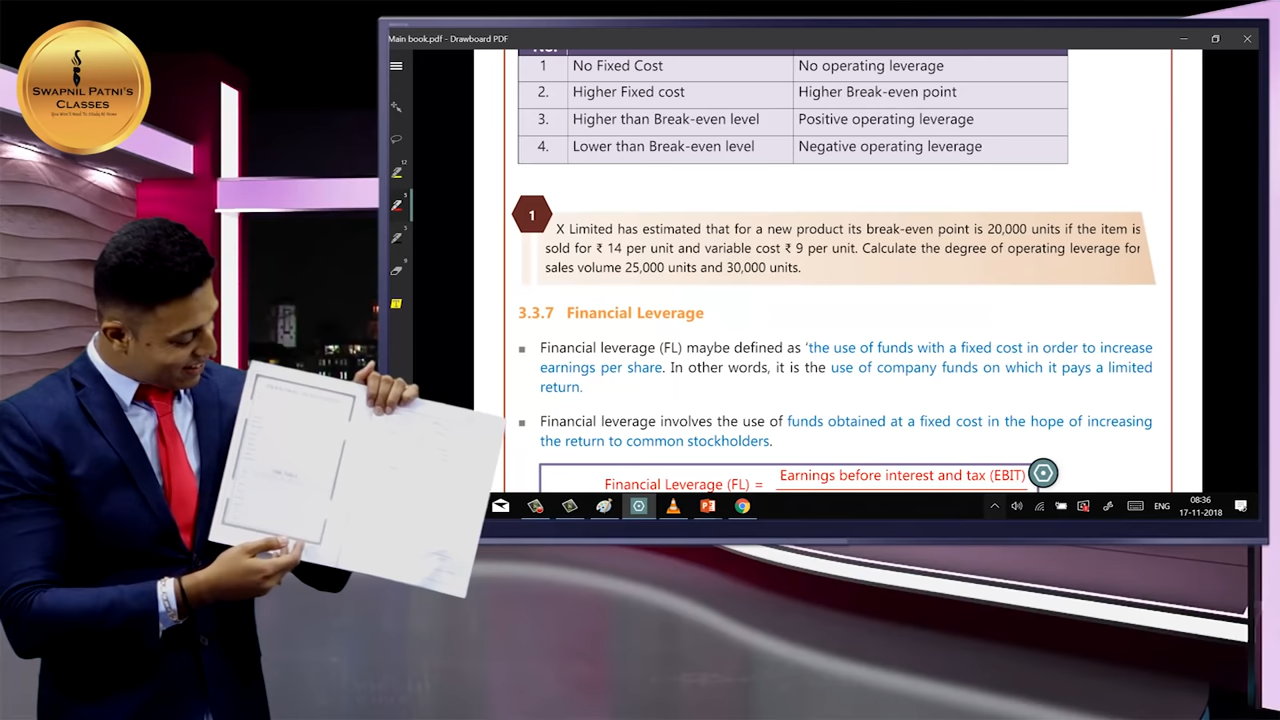 SWAPNIL PATNI'S
CLASSES
You Won't Need To Study At Home
Main book.pdf - Drawboard PDF
No.
1 No Fixed Cost No operating leverage
2. Higher Fixed cost Higher Break-even point
3. Higher than Break-even level Positive operating leverage
4. Lower than Break-even level Negative operating leverage
1
X Limited has estimated that for a new product its break-even point is 20,000 units if the item is
sold for ₹ 14 per unit and variable cost ₹ 9 per unit. Calculate the degree of operating leverage for
sales volume 25,000 units and 30,000 units.
3.3.7 Financial Leverage
▪ Financial leverage (FL) maybe defined as 'the use of funds with a fixed cost in order to increase
earnings per share. In other words, it is the use of company funds on which it pays a limited
return.
▪ Financial leverage involves the use of funds obtained at a fixed cost in the hope of increasing
the return to common stockholders.
Financial Leverage (FL) = Earnings before interest and tax (EBIT)
ENG
08:36
17-11-2018